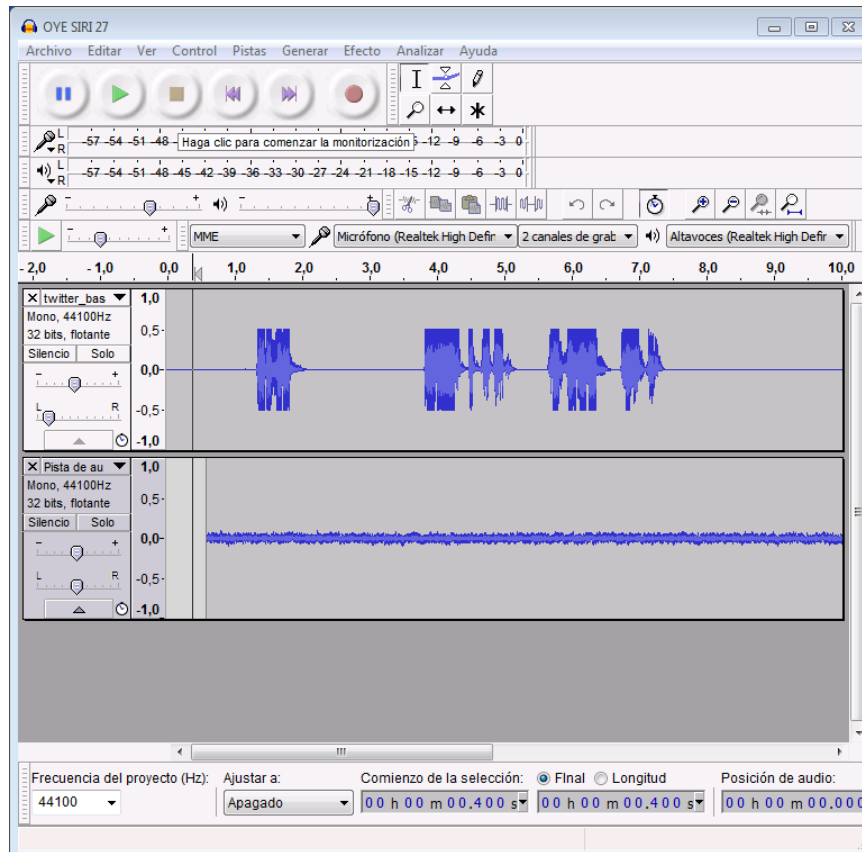 OYE SIRI 27
Archivo Editar Ver Control Pistas Generar Efecto Analizar Ayuda
L
R
-57 -54 -51 -48 - Haga clic para comenzar la monitorización -12 -9 -6 -3 0
L
R
-57 -54 -51 -48 -45 -42 -39 -36 -33 -30 -27 -24 -21 -18 -15 -12 -9 -6 -3 0
MME Micrófono (Realtek High Defin 2 canales de grab Altavoces (Realtek High Defir
- 2,0 - 1,0 0,0 1,0 2,0 3,0 4,0 5,0 6,0 7,0 8,0 9,0 10,0
X twitter_bas 1,0
Mono, 44100Hz
32 bits, flotante 0,5-
Silencio Solo
- + 0,0-
L R -0,5-
-1,0
X Pista de au 1,0
Mono, 44100Hz
32 bits, flotante 0,5-
Silencio Solo
- + 0,0-
L R -0,5-
-1,0
Frecuencia del proyecto (Hz): Ajustar a: Comienzo de la selección: FInal Longitud Posición de audio:
44100 Apagado 00 h 00 m 00.400 s 00 h 00 m 00.400 s 00 h 00 m 00.000